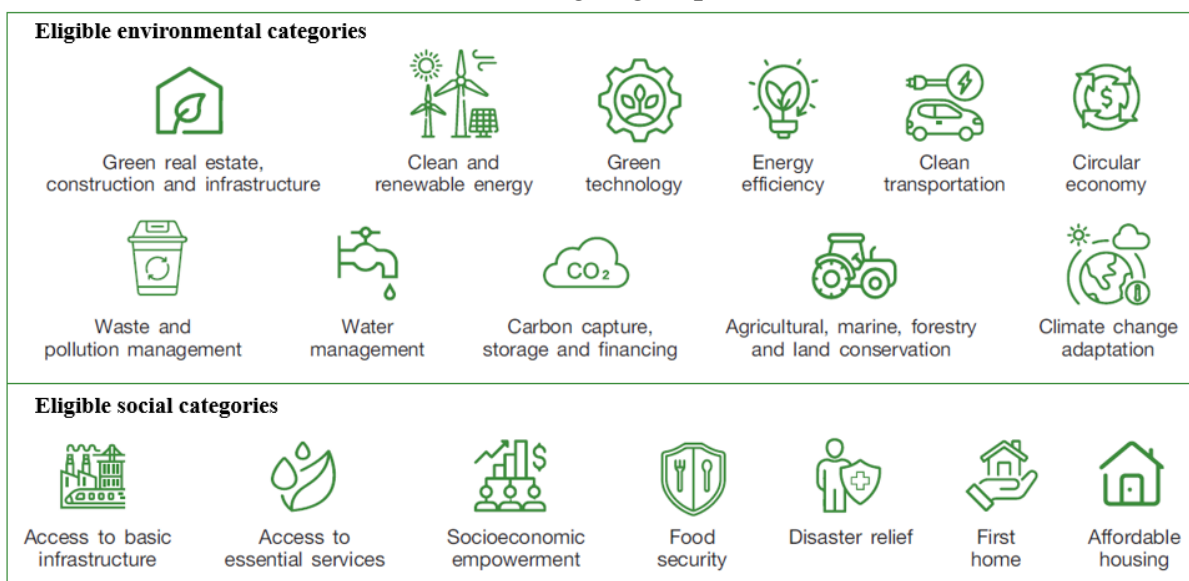 Eligible environmental categories
Green real estate,
construction and infrastructure
Clean and
renewable energy
Green
technology
Energy
efficiency
Clean
transportation
Circular
economy
$
Waste and
pollution management
Water
management
CO₂
Carbon capture,
storage and financing
Agricultural, marine, forestry
and land conservation
Climate change
adaptation
Eligible social categories
Access to basic
infrastructure
Access to
essential services
$
Socioeconomic
empowerment
Food
security
Disaster relief
First
home
Affordable
housing